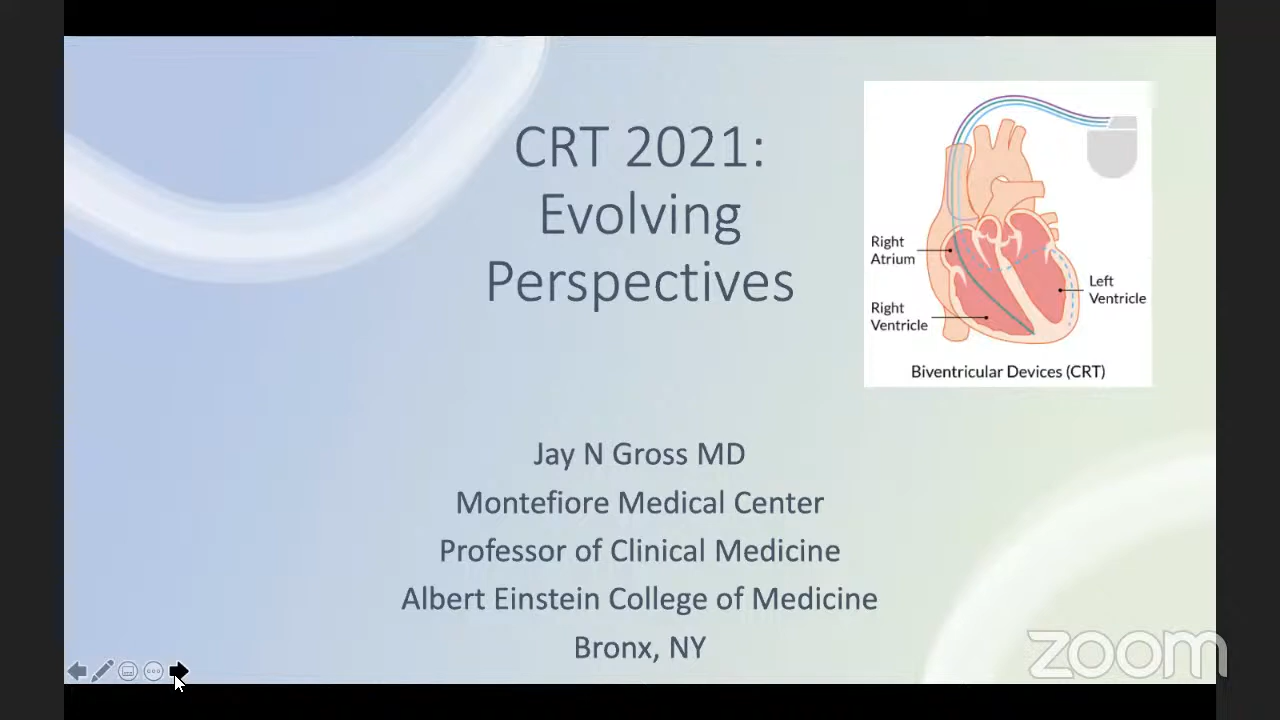 CRT 2021:
Evolving
Perspectives
Right
Atrium
Left
Ventricle
Right
Ventricle
Biventricular Devices (CRT)
Jay N Gross MD
Montefiore Medical Center
Professor of Clinical Medicine
Albert Einstein College of Medicine
Bronx, NY
zoom